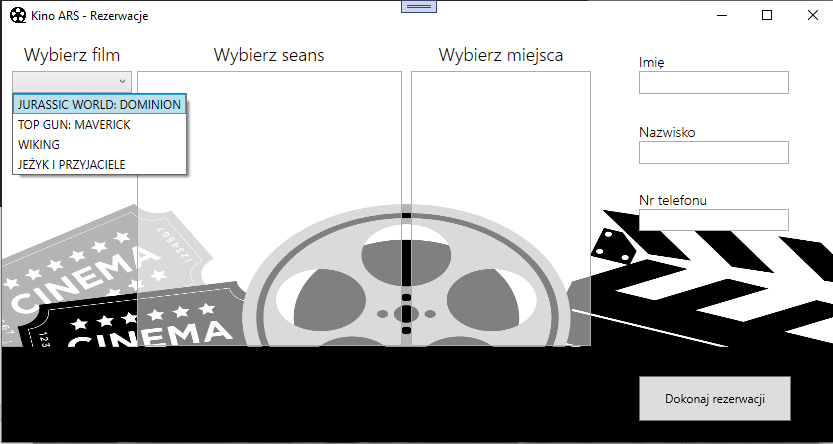 Kino ARS - Rezerwacje
Wybierz film
Wybierz seans
Wybierz miejsca
Imię
JURASSIC WORLD: DOMINION
TOP GUN: MAVERICK
WIKING
JEŻYK I PRZYJACIELE
Nazwisko
Nr telefonu
CINEMA
1234567
CINEMA
Dokonaj rezerwacji